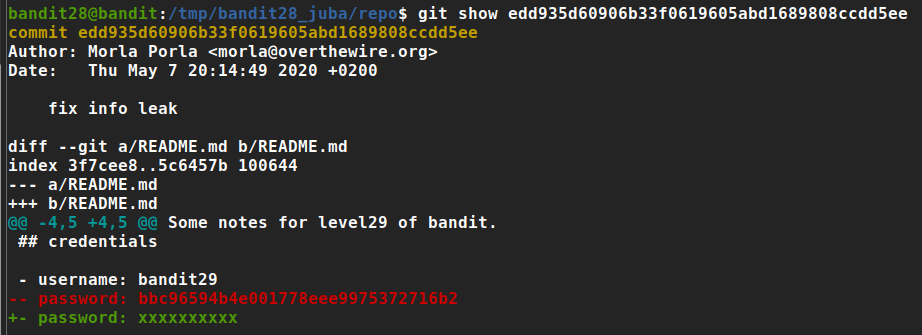 bandit28@bandit:/tmp/bandit28_juba/repo$ git show edd935d60906b33f0619605abd1689808ccdd5ee
commit edd935d60906b33f0619605abd1689808ccdd5ee
Author: Morla Porla <morla@overthewire.org>
Date:   Thu May 7 20:14:49 2020 +0200

    fix info leak

diff --git a/README.md b/README.md
index 3f7cee8..5c6457b 100644
--- a/README.md
+++ b/README.md
@@ -4,5 +4,5 @@ Some notes for level29 of bandit.
 ## credentials

 - username: bandit29
-- password: bbc96594b4e001778eee9975372716b2
+- password: xxxxxxxxxx